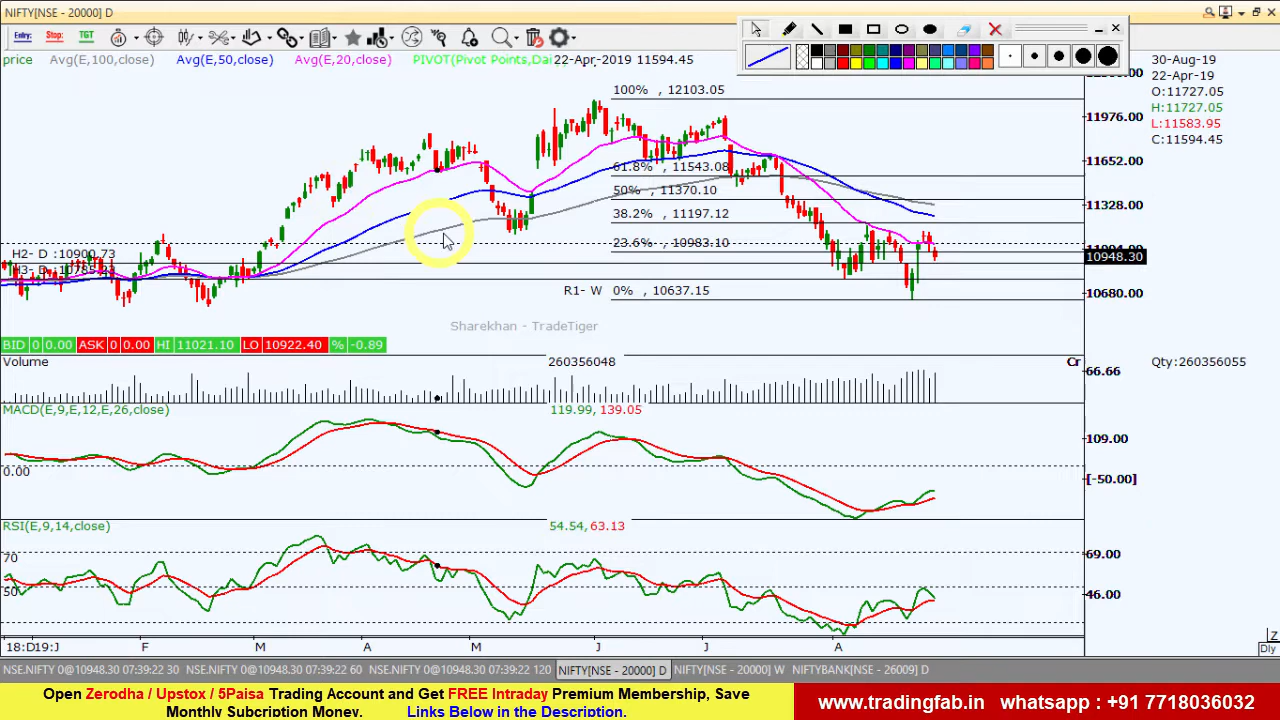 NIFTY[NSE - 20000] D
Entry:
Stop:
TGT
price
Avg(E,100,close)
Avg(E,50,close)
Avg(E,20,close)
PIVOT(Pivot Points,Dai
22-Apr-2019 11594.45
30-Aug-19
22-Apr-19
O:11727.05
H:11727.05
L:11583.95
C:11594.45
100% , 12103.05
11976.00
61.8% , 11543.08
11652.00
50% , 11370.10
11328.00
38.2% , 11197.12
23.6% , 10983.10
H2- D :10900.73
10948.30
R1- W
0% , 10637.15
10680.00
Sharekhan - TradeTiger
BID 0 0.00 ASK 0 0.00 HI 11021.10 LO 10922.40 % -0.89
Volume
260356048
Cr
Qty:260356055
66.66
MACD(E,9,E,12,E,26,close)
119.99, 139.05
109.00
0.00
[-50.00]
RSI(E,9,14,close)
54.54, 63.13
70
69.00
50
46.00
18:D19:J F M A M J J A
Z
Dly
NSE.NIFTY 0@10948.30 07:39:22 30 NSE.NIFTY 0@10948.30 07:39:22 60 NSE.NIFTY 0@10948.30 07:39:22 120 NIFTY[NSE - 20000] D NIFTY[NSE - 20000] W NIFTYBANK[NSE - 26009] D
Open Zerodha / Upstox / 5Paisa Trading Account and Get FREE Intraday Premium Membership, Save
Monthly Subcription Money. Links Below in the Description.
www.tradingfab.in whatsapp : +91 7718036032